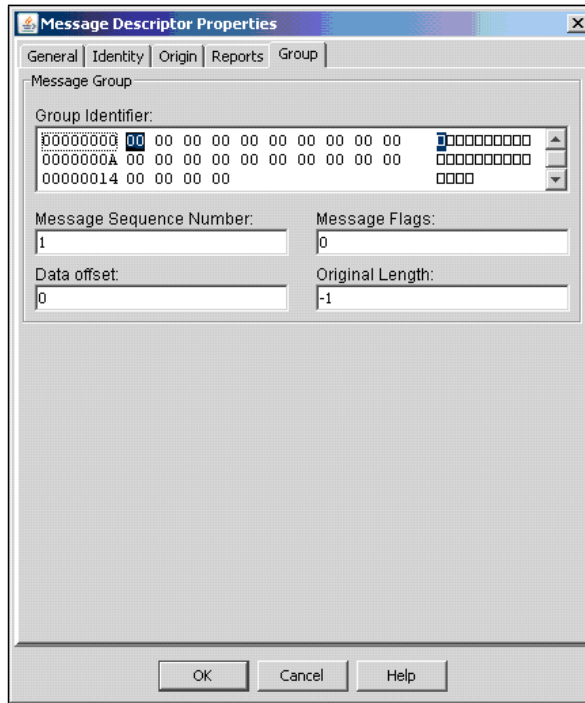 Message Descriptor Properties
General Identity Origin Reports Group
Message Group
Group Identifier:
00000000 00 00 00 00 00 00 00 00 00 00 □□□□□□□□□□
0000000A 00 00 00 00 00 00 00 00 00 00 □□□□□□□□□□
00000014 00 00 00 00 □□□□
Message Sequence Number: Message Flags:
1 0
Data offset: Original Length:
0 -1
OK Cancel Help